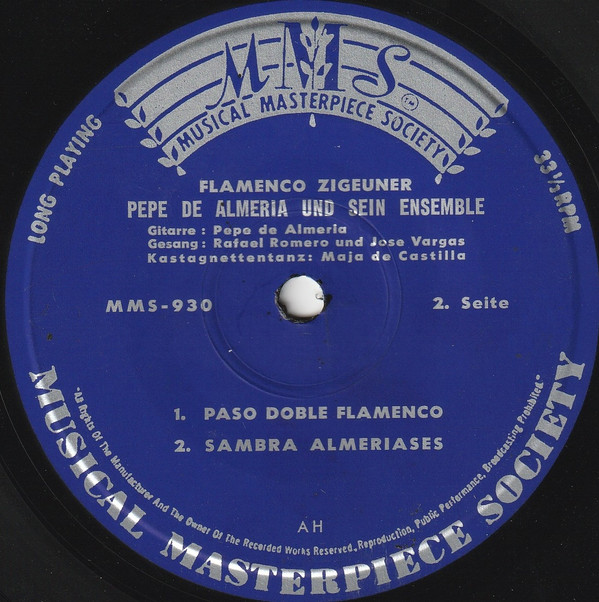 MMS
TM
MUSICAL MASTERPIECE SOCIETY
LONG PLAYING
33⅓ RPM
FLAMENCO ZIGEUNER
PEPE DE ALMERIA UND SEIN ENSEMBLE
Gitarre : Pepe de Almeria
Gesang: Rafael Romero und Jose Vargas
Kastagnettentanz: Maja de Castilla
MMS-930
2. Seite
1. PASO DOBLE FLAMENCO
2. SAMBRA ALMERIASES
AH
-All Rights Of The Manufacturer And The Owner Of The Recorded Works Reserved, Reproduction, Public Performance, Broadcasting Prohibited.-
MUSICAL MASTERPIECE SOCIETY